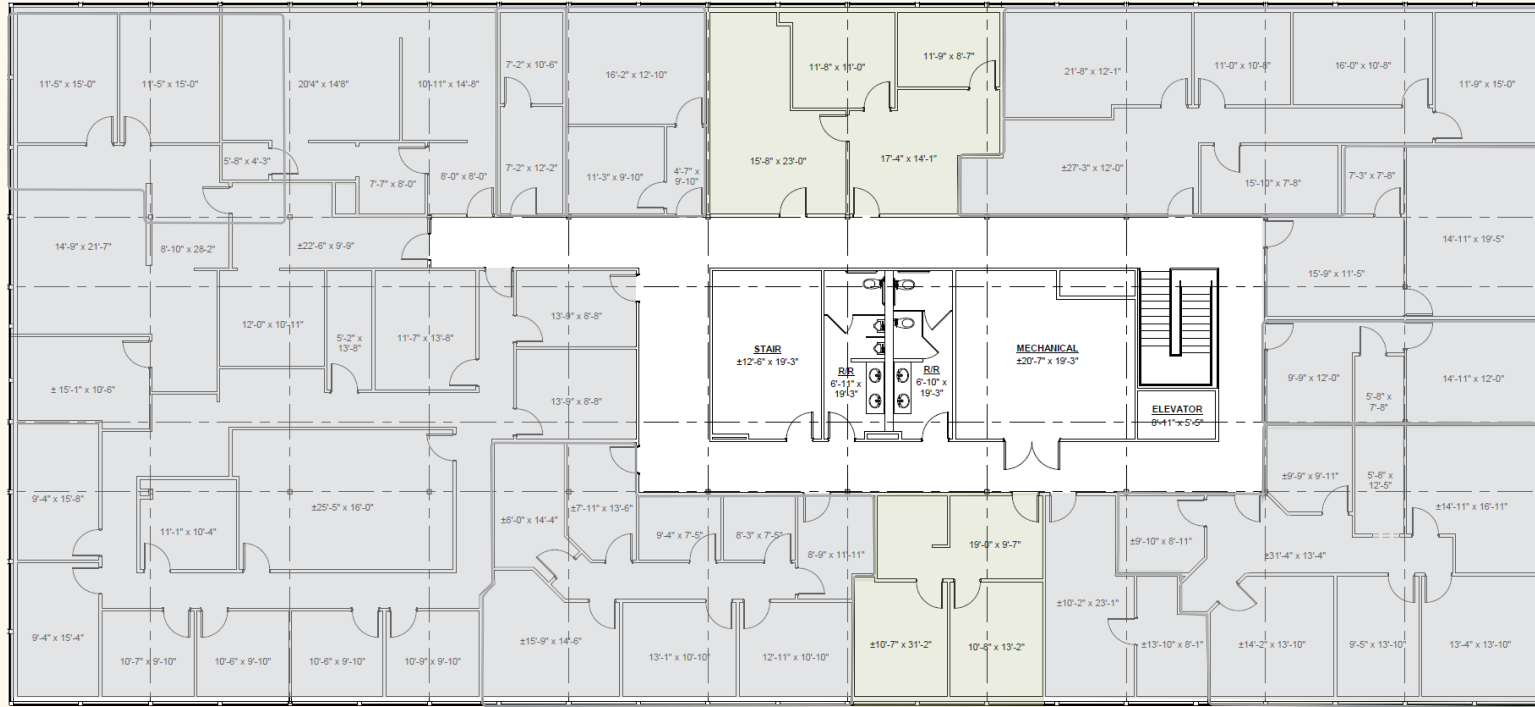 11'-5" x 15'-0"
11'-5" x 15'-0"
20'4" x 14'8"
10'-11" x 14'-8"
7'-2" x 10'-6"
16'-2" x 12'-10"
11'-8" x 11'-0"
11'-9" x 8'-7"
21'-8" x 12'-1"
11'-0" x 10'-8"
16'-0" x 10'-8"
11'-9" x 15'-0"
5'-8" x 4'-3"
7'-7" x 8'-0"
8'-0" x 8'-0"
7'-2" x 12'-2"
11'-3" x 9'-10"
4'-7" x
9'-10"
15'-8" x 23'-0"
17'-4" x 14'-1"
±27'-3" x 12'-0"
15'-10" x 7'-8"
7'-3" x 7'-8"
14'-9" x 21'-7"
8'-10" x 28-2"
±22'-6" x 9'-9"
14'-11" x 19'-5"
15'-9" x 11'-5"
12'-0" x 10'-11"
5'-2" x
13'-8"
11'-7" x 13'-8"
13'-9" x 8'-8"
STAIR
±12'-6" x 19'-3"
R/R
6'-11" x
19'-3"
R/R
6'-10" x
19'-3"
MECHANICAL
±20'-7" x 19'-3"
ELEVATOR
8'-11" x 5'-5"
9'-9" x 12'-0"
5'-8" x
7'-8"
14'-11" x 12'-0"
± 15'-1" x 10'-6"
13'-9" x 8'-8"
9'-4" x 15'-8"
11'-1" x 10'-4"
±25'-5" x 16'-0"
±8'-0" x 14'-4"
±7'-11" x 13'-6"
9'-4" x 7'-5"
8'-3" x 7'-5"
8'-9" x 11'-11"
19'-0" x 9'-7"
±9'-10" x 8'-11"
±9'-9" x 9'-11"
5'-8" x
12'-5"
±14'-11" x 16'-11"
±31'-4" x 13'-4"
9'-4" x 15'-4"
10'-7" x 9'-10"
10'-6" x 9'-10"
10'-6" x 9'-10"
10'-9" x 9'-10"
±15'-9" x 14'-6"
13'-1" x 10'-10"
12'-11" x 10'-10"
±10'-7" x 31'-2"
10'-8" x 13'-2"
±10'-2" x 23'-1"
±13'-10" x 8'-1"
±14'-2" x 13'-10"
9'-5" x 13'-10"
13'-4" x 13'-10"